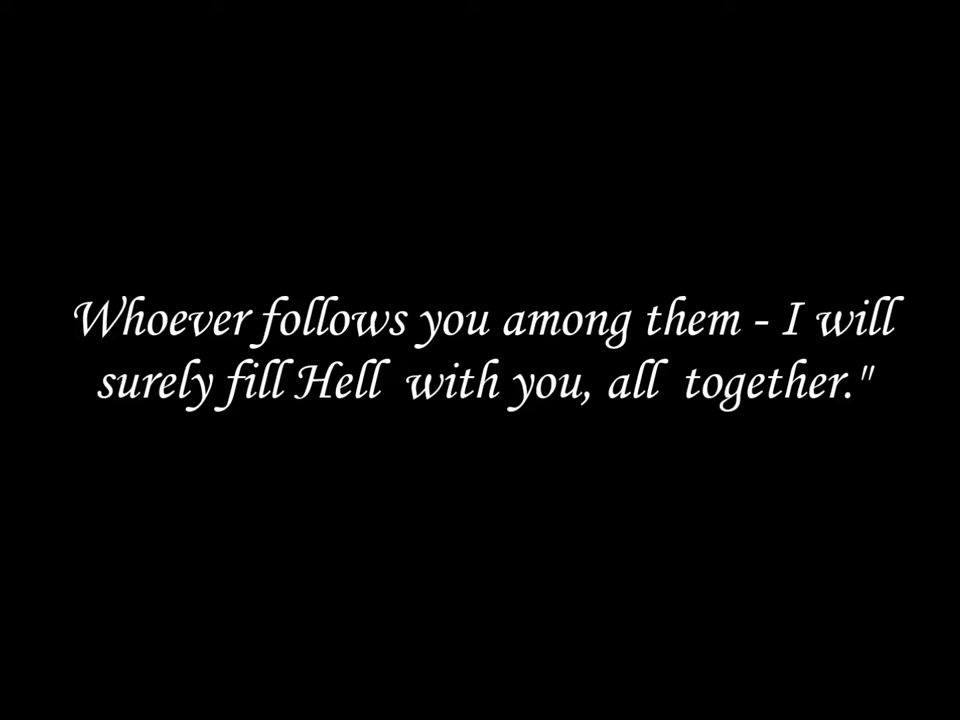 Whoever follows you among them - I will
surely fill Hell with you, all together."